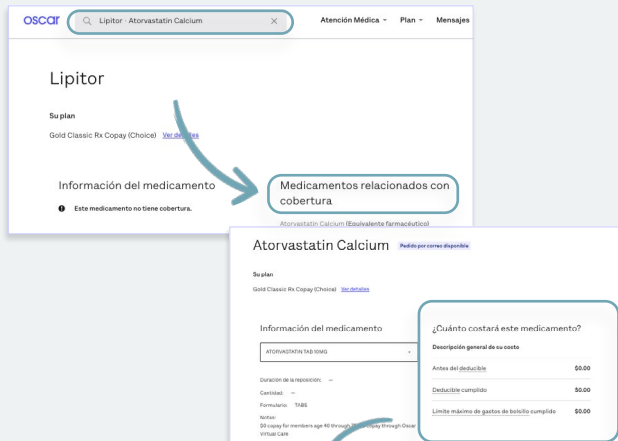 oscar
Lipitor - Atorvastatin Calcium
Atención Médica
Plan
Mensajes
Lipitor
Su plan
Gold Classic Rx Copay (Choice) Ver detalles
Información del medicamento
Este medicamento no tiene cobertura.
Medicamentos relacionados con
cobertura
Atorvastatin Calcium (Equivalente farmacéutico)
Atorvastatin Calcium Pedido por correo disponible
Su plan
Gold Classic Rx Copay (Choice) Ver detalles
Información del medicamento
ATORVASTATIN TAB 10MG
Duración de la reposición: —
Cantidad: —
Formulario: TABS
Notas:
$0 copay for members age 40 through copay through Oscar
Virtual Care
¿Cuánto costará este medicamento?
Descripción general de su costo
Antes del deducible $0.00
Deducible cumplido $0.00
Límite máximo de gastos de bolsillo cumplido $0.00